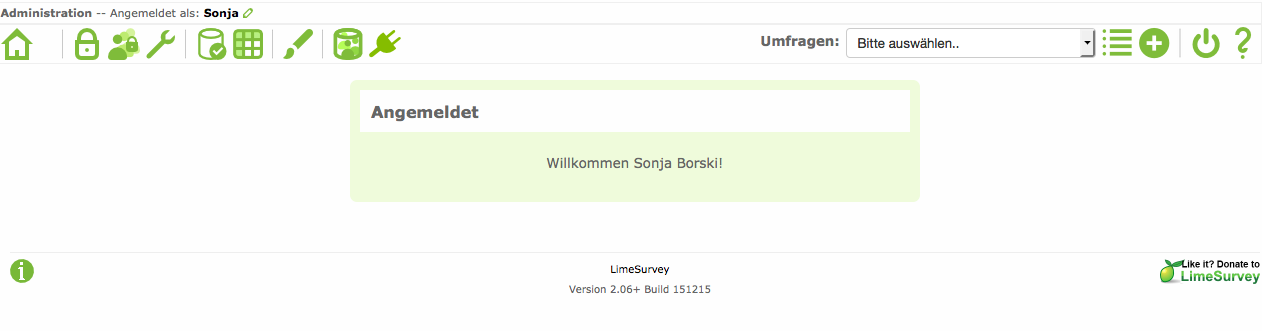 Administration -- Angemeldet als: Sonja
Umfragen: Bitte auswählen..
Angemeldet
Willkommen Sonja Borski!
LimeSurvey
Version 2.06+ Build 151215
Like it? Donate to
LimeSurvey